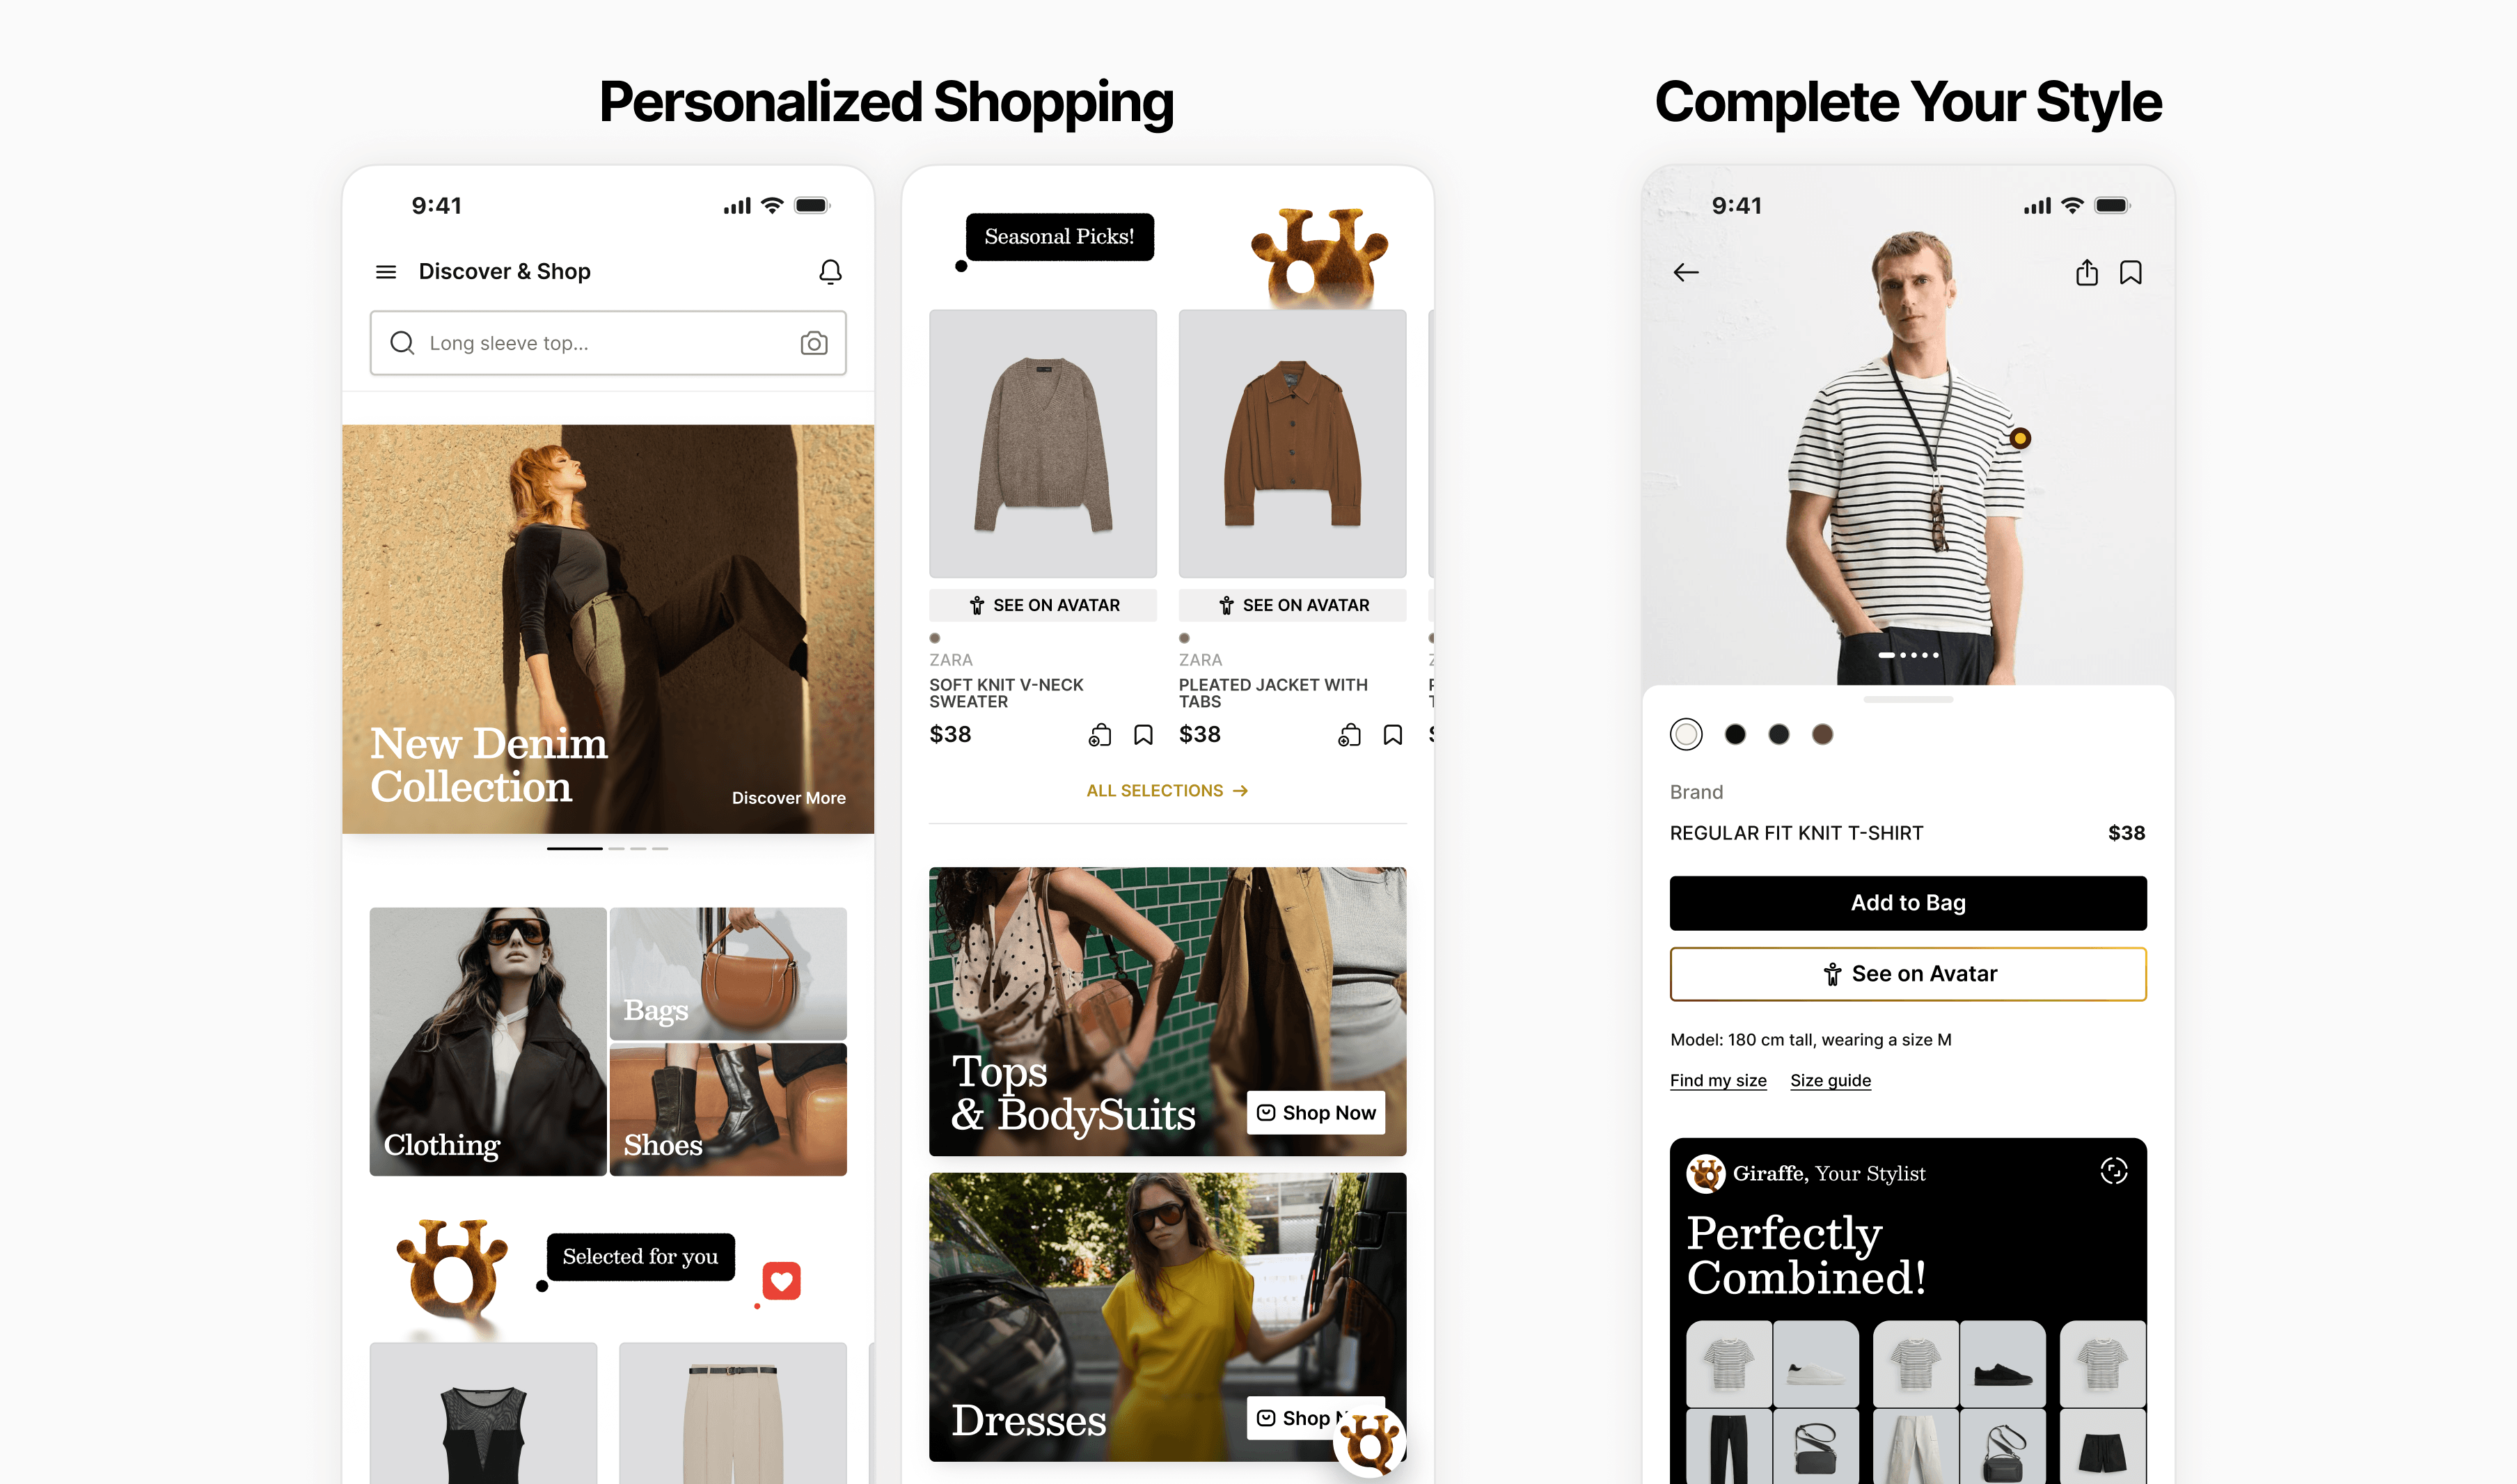 Personalized Shopping
Complete Your Style
9:41
Discover & Shop
Long sleeve top...
New Denim
Collection
Discover More
Clothing
Bags
Shoes
Selected for you
Seasonal Picks!
SEE ON AVATAR
SEE ON AVATAR
ZARA
ZARA
SOFT KNIT V-NECK
SWEATER
PLEATED JACKET WITH
TABS
$38
$38
ALL SELECTIONS →
Tops
& BodySuits
Shop Now
Dresses
Shop
9:41
Brand
REGULAR FIT KNIT T-SHIRT
$38
Add to Bag
See on Avatar
Model: 180 cm tall, wearing a size M
Find my size
Size guide
Giraffe, Your Stylist
Perfectly
Combined!